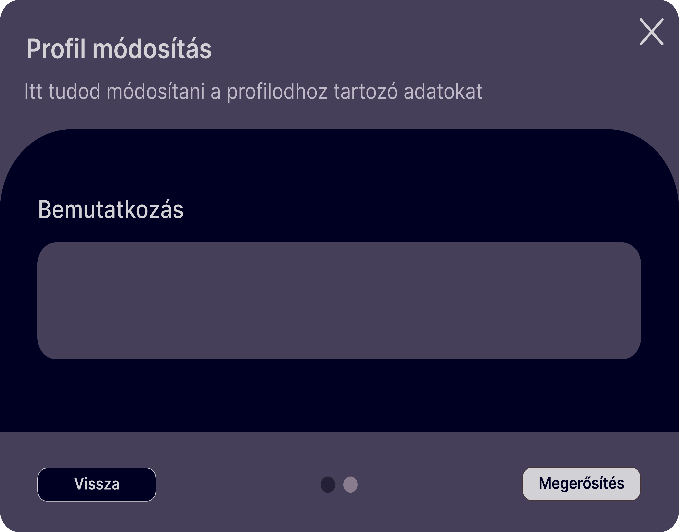 Profil módosítás
Itt tudod módosítani a profilodhoz tartozó adatokat
Bemutatkozás
Vissza
Megerősítés